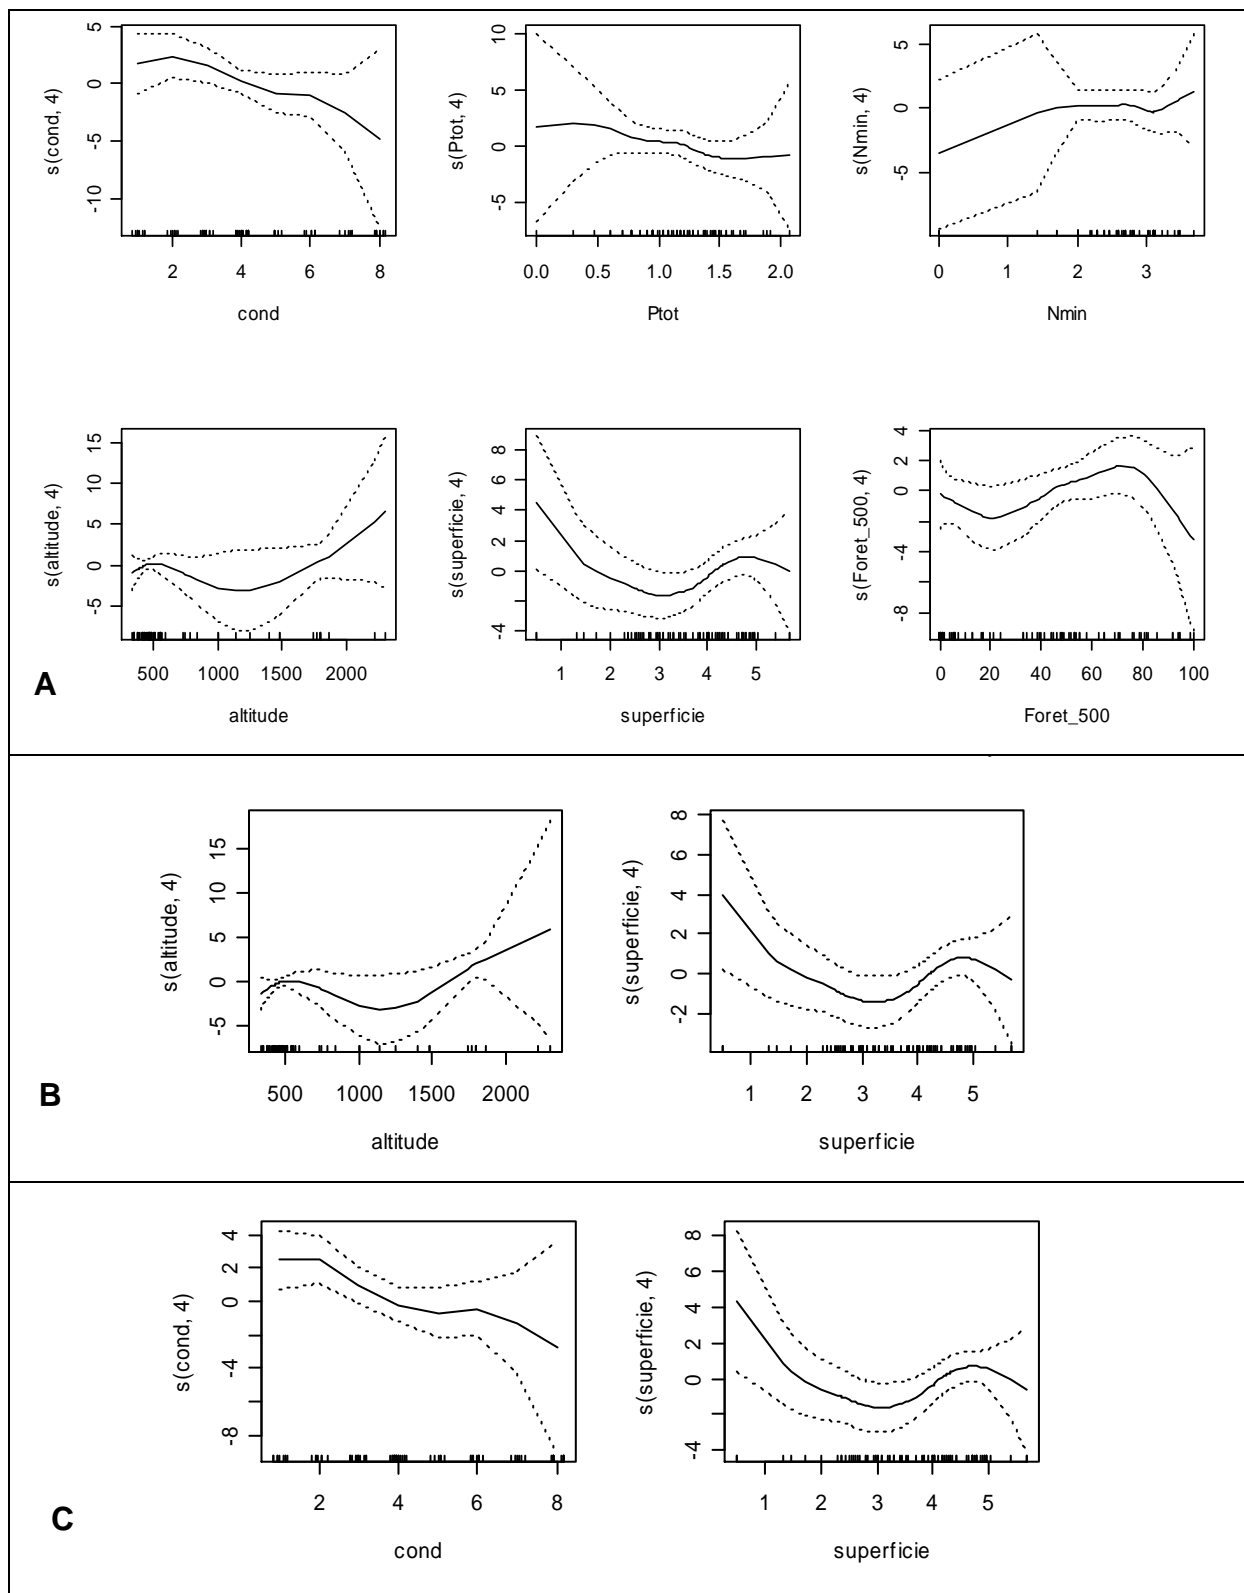 s(cond, 4)
5
0
-5
-10
2 4 6 8
cond
s(Ptot, 4)
10
5
0
-5
0.0 0.5 1.0 1.5 2.0
Ptot
s(Nmin, 4)
5
0
-5
0 1 2 3
Nmin
s(altitude, 4)
15
10
5
0
-5
500 1000 1500 2000
altitude
s(superficie, 4)
8
6
4
2
0
-4
1 2 3 4 5
superficie
s(Foret_500, 4)
4
2
0
-4
-8
0 20 40 60 80 100
Foret_500
A
s(altitude, 4)
15
10
5
0
-5
500 1000 1500 2000
altitude
s(superficie, 4)
8
6
4
2
0
-2
1 2 3 4 5
superficie
B
s(cond, 4)
4
2
0
-4
-8
2 4 6 8
cond
s(superficie, 4)
8
6
4
2
0
-4
1 2 3 4 5
superficie
C